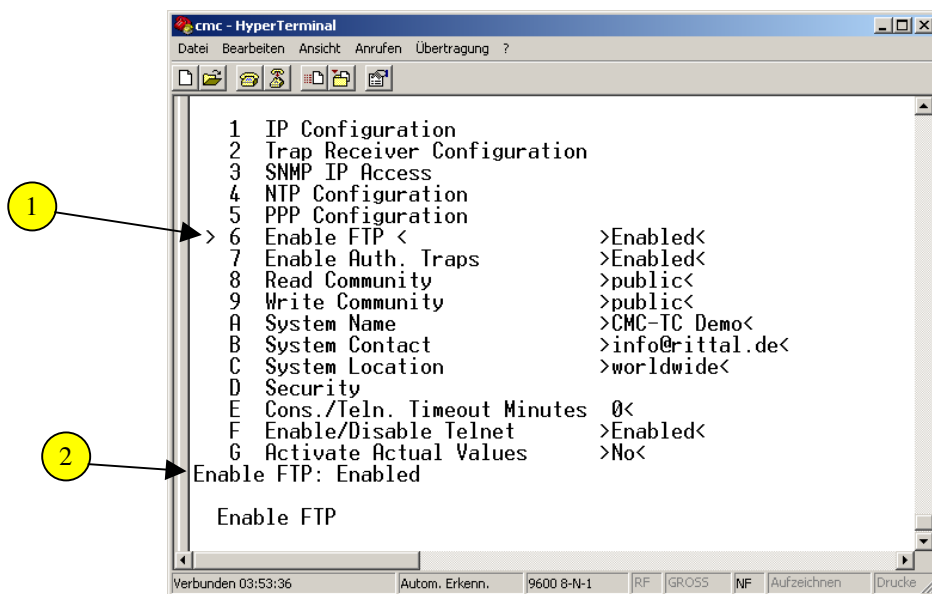 cmc - HyperTerminal
Datei Bearbeiten Ansicht Anrufen Übertragung ?
1 IP Configuration
2 Trap Receiver Configuration
3 SNMP IP Access
4 NTP Configuration
5 PPP Configuration
1
> 6 Enable FTP < >Enabled<
7 Enable Auth. Traps >Enabled<
8 Read Community >public<
9 Write Community >public<
A System Name >CMC-TC Demo<
B System Contact >info@rittal.de<
C System Location >worldwide<
D Security
E Cons./Teln. Timeout Minutes 0<
F Enable/Disable Telnet >Enabled<
G Activate Actual Values >No<
2
Enable FTP: Enabled
Enable FTP
Verbunden 03:53:36 Autom. Erkenn. 9600 8-N-1 RF GROSS NF Aufzeichnen Drucke